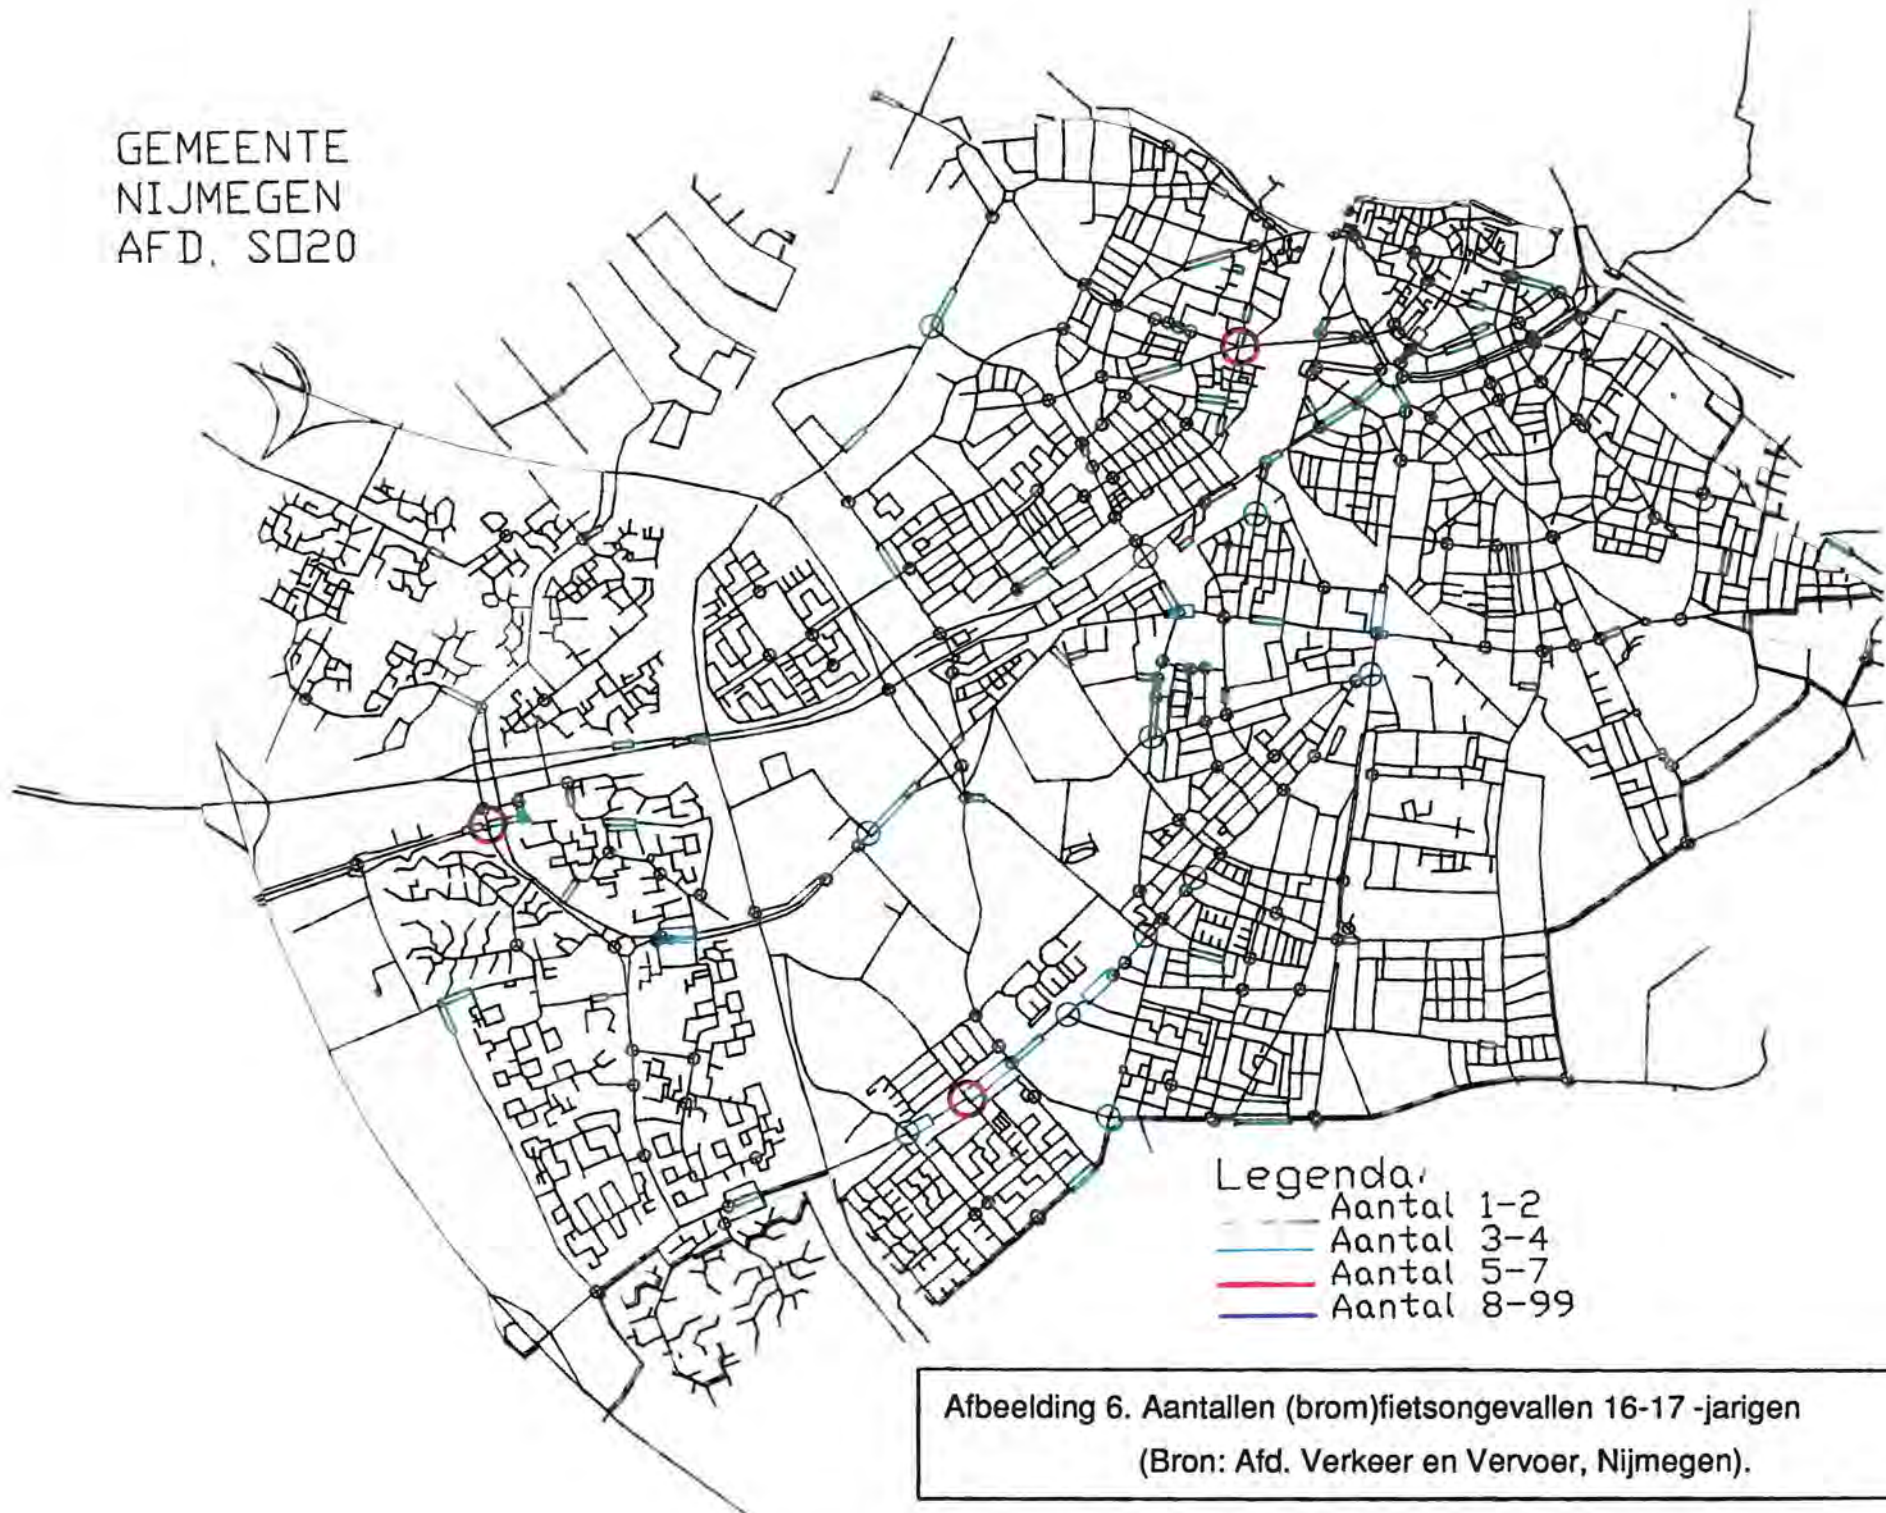 GEMEENTE
NIJMEGEN
AFD. SO20
Legenda.
Aantal 1-2
Aantal 3-4
Aantal 5-7
Aantal 8-99
Afbeelding 6. Aantallen (brom)fietsongevallen 16-17 -jarigen
(Bron: Afd. Verkeer en Vervoer, Nijmegen).